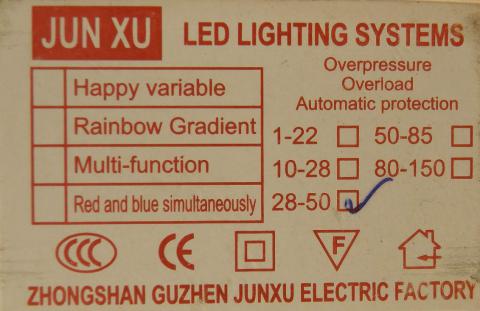 JUN XU LED LIGHTING SYSTEMS
Overpressure
Overload
Automatic protection
Happy variable
Rainbow Gradient
Multi-function
Red and blue simultaneously
1-22 50-85
10-28 80-150
28-50
CCC CE F
ZHONGSHAN GUZHEN JUNXU ELECTRIC FACTORY